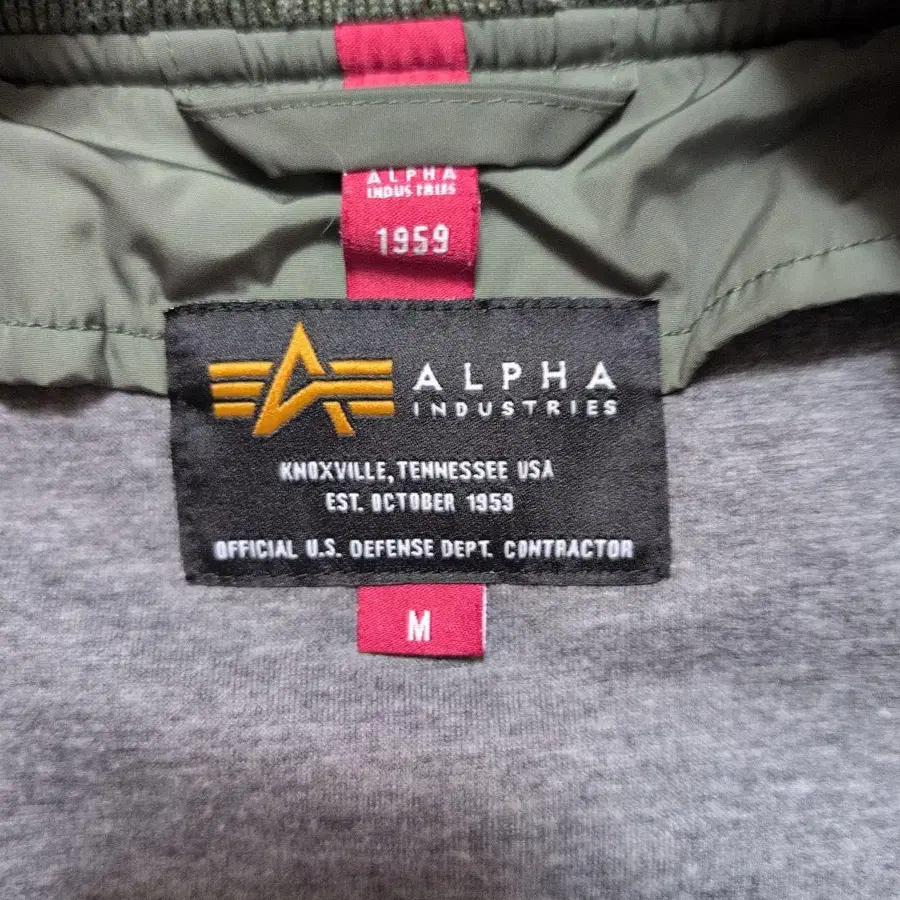 ALPHA
INDUSTRIES
1959
ALPHA
INDUSTRIES
KNOXVILLE, TENNESSEE USA
EST. OCTOBER 1959
OFFICIAL U.S. DEFENSE DEPT. CONTRACTOR
M